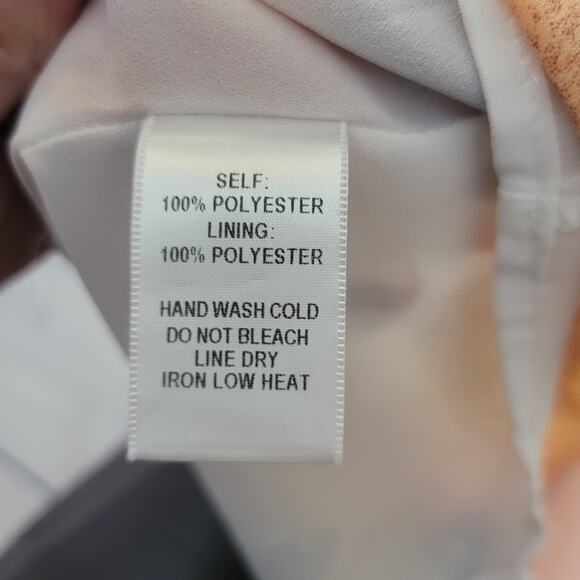 SELF:
100% POLYESTER
LINING:
100% POLYESTER
HAND WASH COLD
DO NOT BLEACH
LINE DRY
IRON LOW HEAT